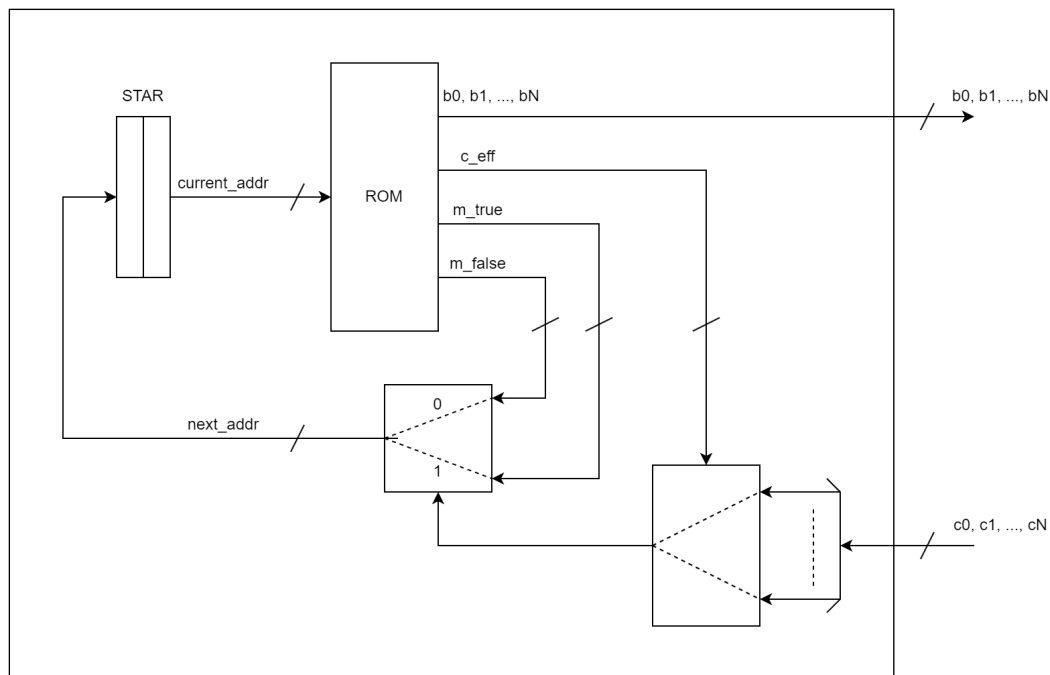 STAR
b0, b1, ..., bN
b0, b1, ..., bN
c_eff
current_addr
ROM
m_true
m_false
0
next_addr
1
c0, c1, ..., cN